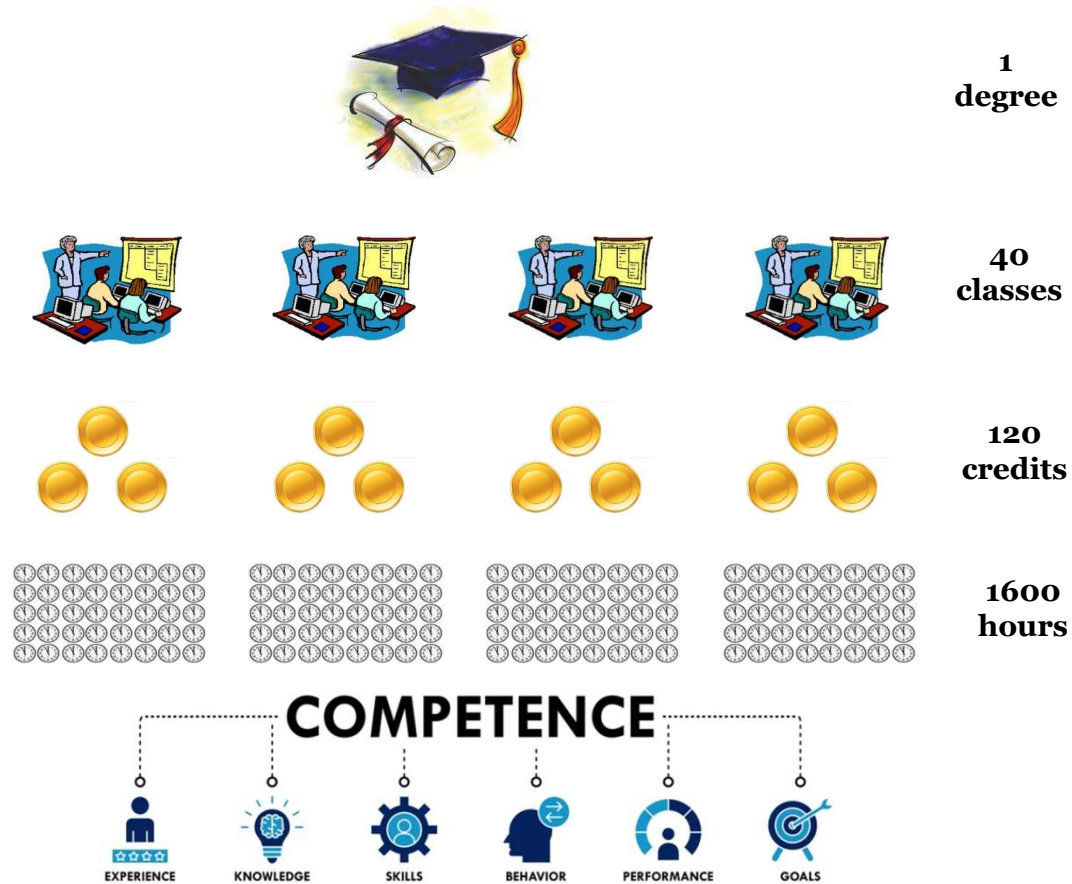 1
degree
40
classes
120
credits
1600
hours
COMPETENCE
EXPERIENCE
KNOWLEDGE
SKILLS
BEHAVIOR
PERFORMANCE
GOALS